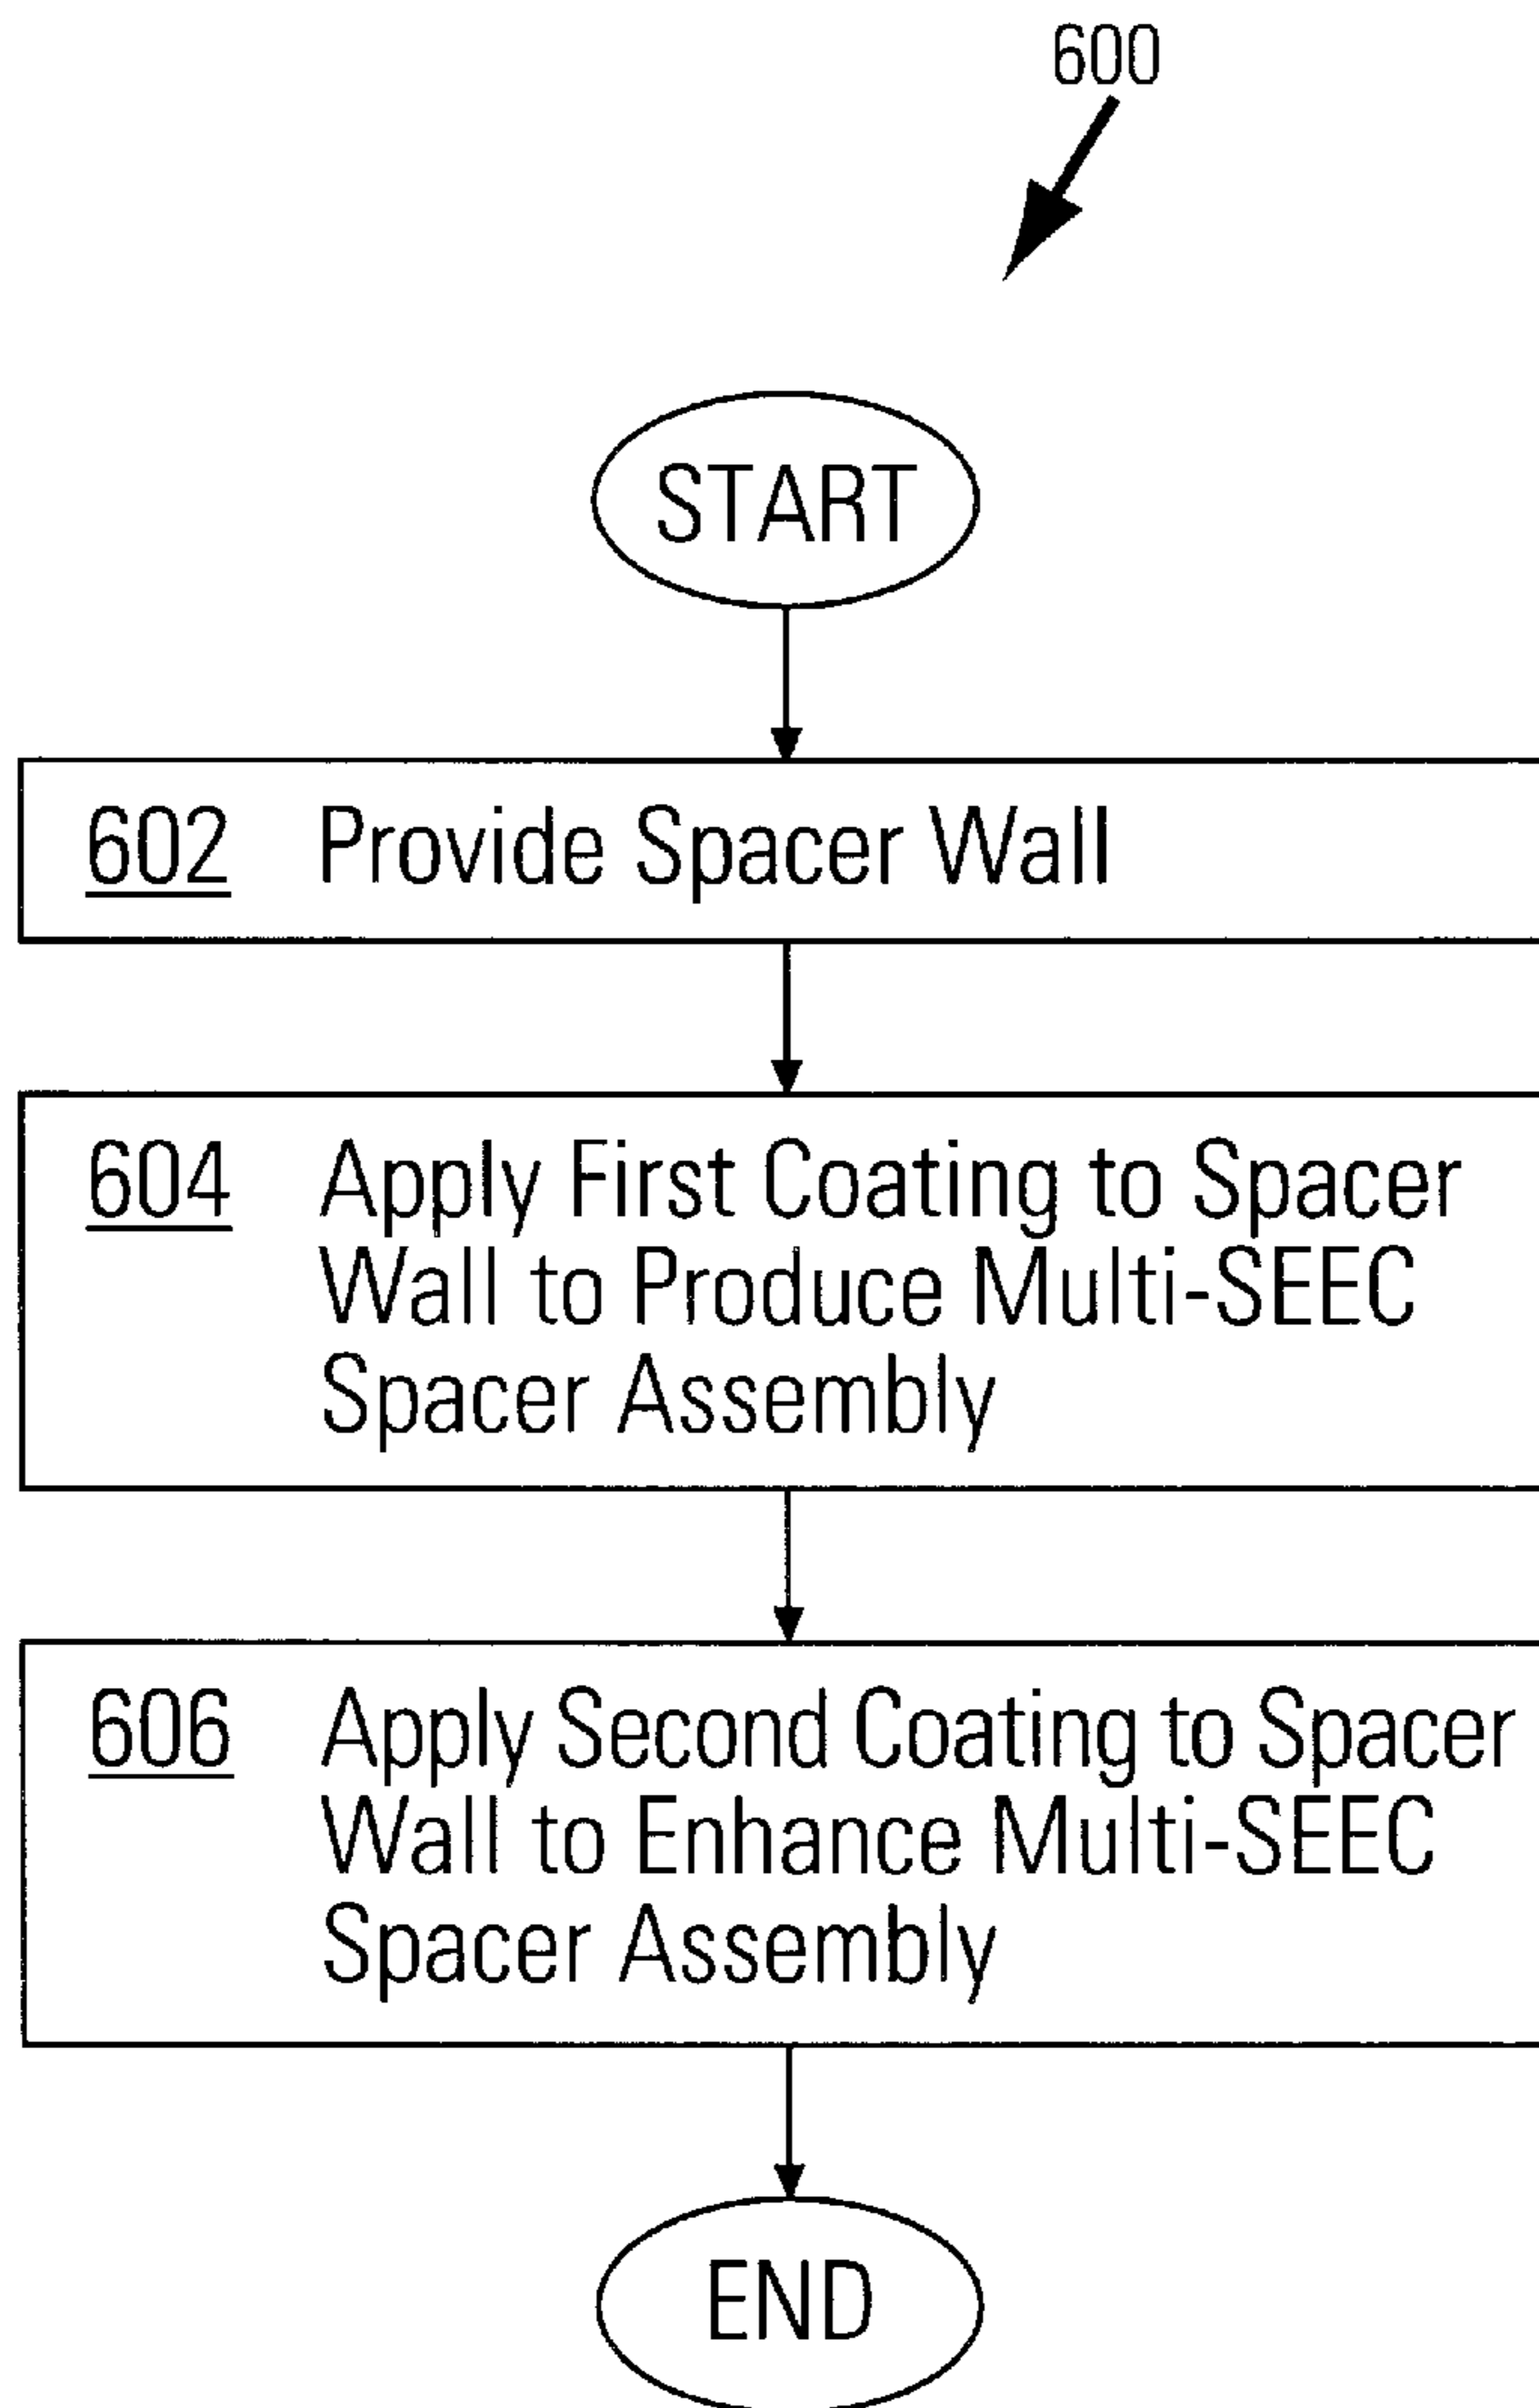 600
START
602 Provide Spacer Wall
604 Apply First Coating to Spacer
Wall to Produce Multi-SEEC
Spacer Assembly
606 Apply Second Coating to Spacer
Wall to Enhance Multi-SEEC
Spacer Assembly
END